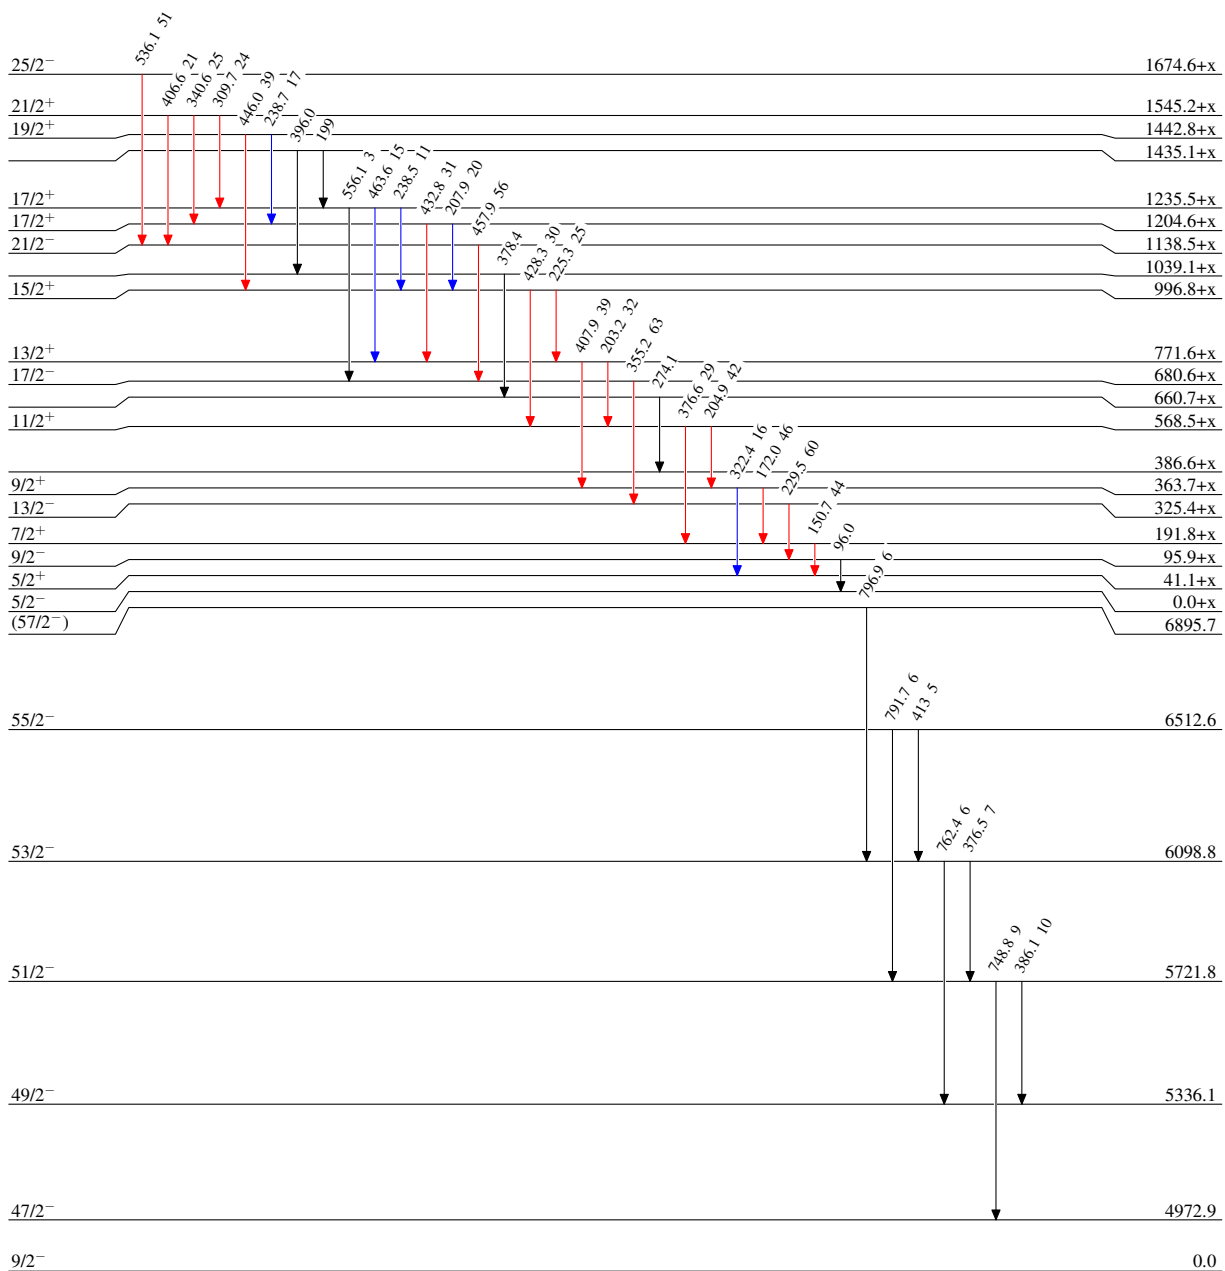 536.1 51
406.6 21
340.6 25
309.7 24
446.0 39
238.7 17
396.0
199
556.1 3
463.6 15
238.5 11
432.8 31
207.9 20
457.9 56
378.4
428.3 30
225.3 25
407.9 39
203.2 32
355.2 63
274.1
376.6 29
204.9 42
322.4 16
172.0 46
229.5 60
150.7 44
96.0
796.9 6
791.7 6
413 5
762.4 6
376.5 7
748.8 9
386.1 10
25/2⁻ 1674.6+x
21/2⁺ 1545.2+x
19/2⁺ 1442.8+x
1435.1+x
17/2⁺ 1235.5+x
17/2⁺ 1204.6+x
21/2⁻ 1138.5+x
1039.1+x
15/2⁺ 996.8+x
13/2⁺ 771.6+x
17/2⁻ 680.6+x
660.7+x
11/2⁺ 568.5+x
386.6+x
9/2⁺ 363.7+x
13/2⁻ 325.4+x
7/2⁺ 191.8+x
9/2⁻ 95.9+x
5/2⁺ 41.1+x
5/2⁻ 0.0+x
(57/2⁻) 6895.7
55/2⁻ 6512.6
53/2⁻ 6098.8
51/2⁻ 5721.8
49/2⁻ 5336.1
47/2⁻ 4972.9
9/2⁻ 0.0